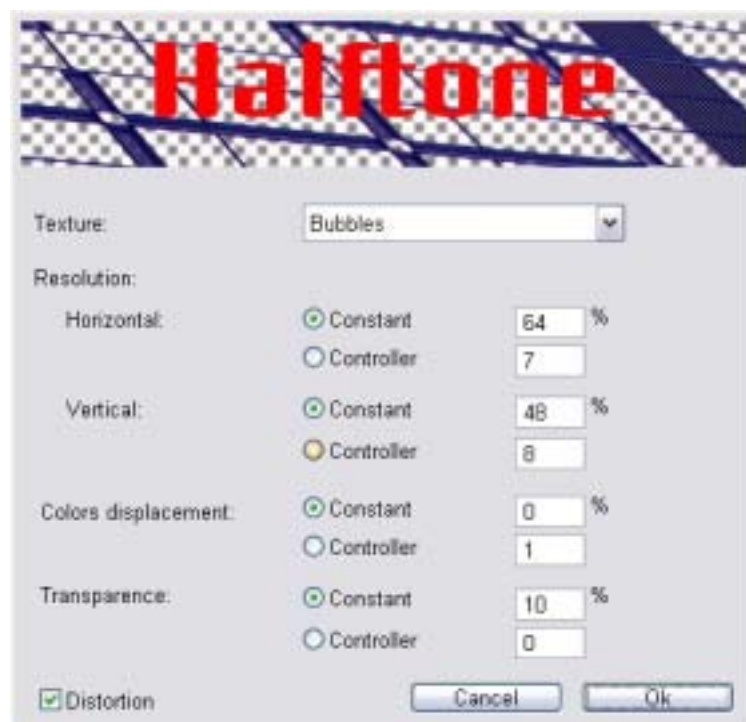 Halftone
Texture: Bubbles
Resolution:
Horizontal: Constant 64 %
Controller 7
Vertical: Constant 48 %
Controller 8
Colors displacement: Constant 0 %
Controller 1
Transparence: Constant 10 %
Controller 0
Distortion Cancel Ok